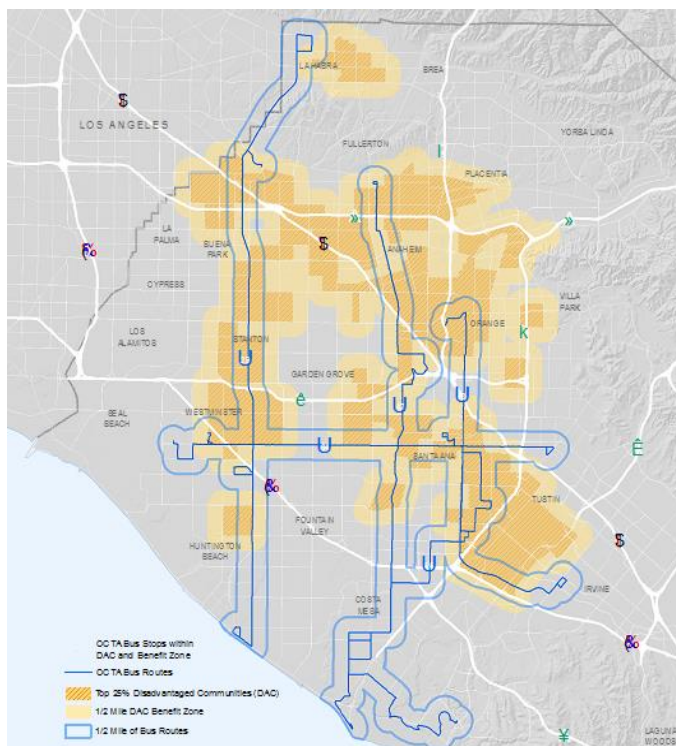 LA HABRA
BREA
LOS ANGELES
YORBA LINDA
FULLERTON
PLACENTIA
LA
PALMA
BUENA
PARK
ANAHEIM
CYPRESS
VILLA
PARK
LOS
ALAMITOS
STANTON
ORANGE
GARDEN GROVE
SEAL
BEACH
WESTMINSTER
SANTA ANA
TUSTIN
FOUNTAIN
VALLEY
HUNTINGTON
BEACH
IRVINE
COSTA
MESA
LAGUNA
WOODS
OCTA Bus Stops within
DAC and Benefit Zone
OCTA Bus Routes
Top 25% Disadvantaged Communities (DAC)
1/2 Mile DAC Benefit Zone
1/2 Mile of Bus Routes